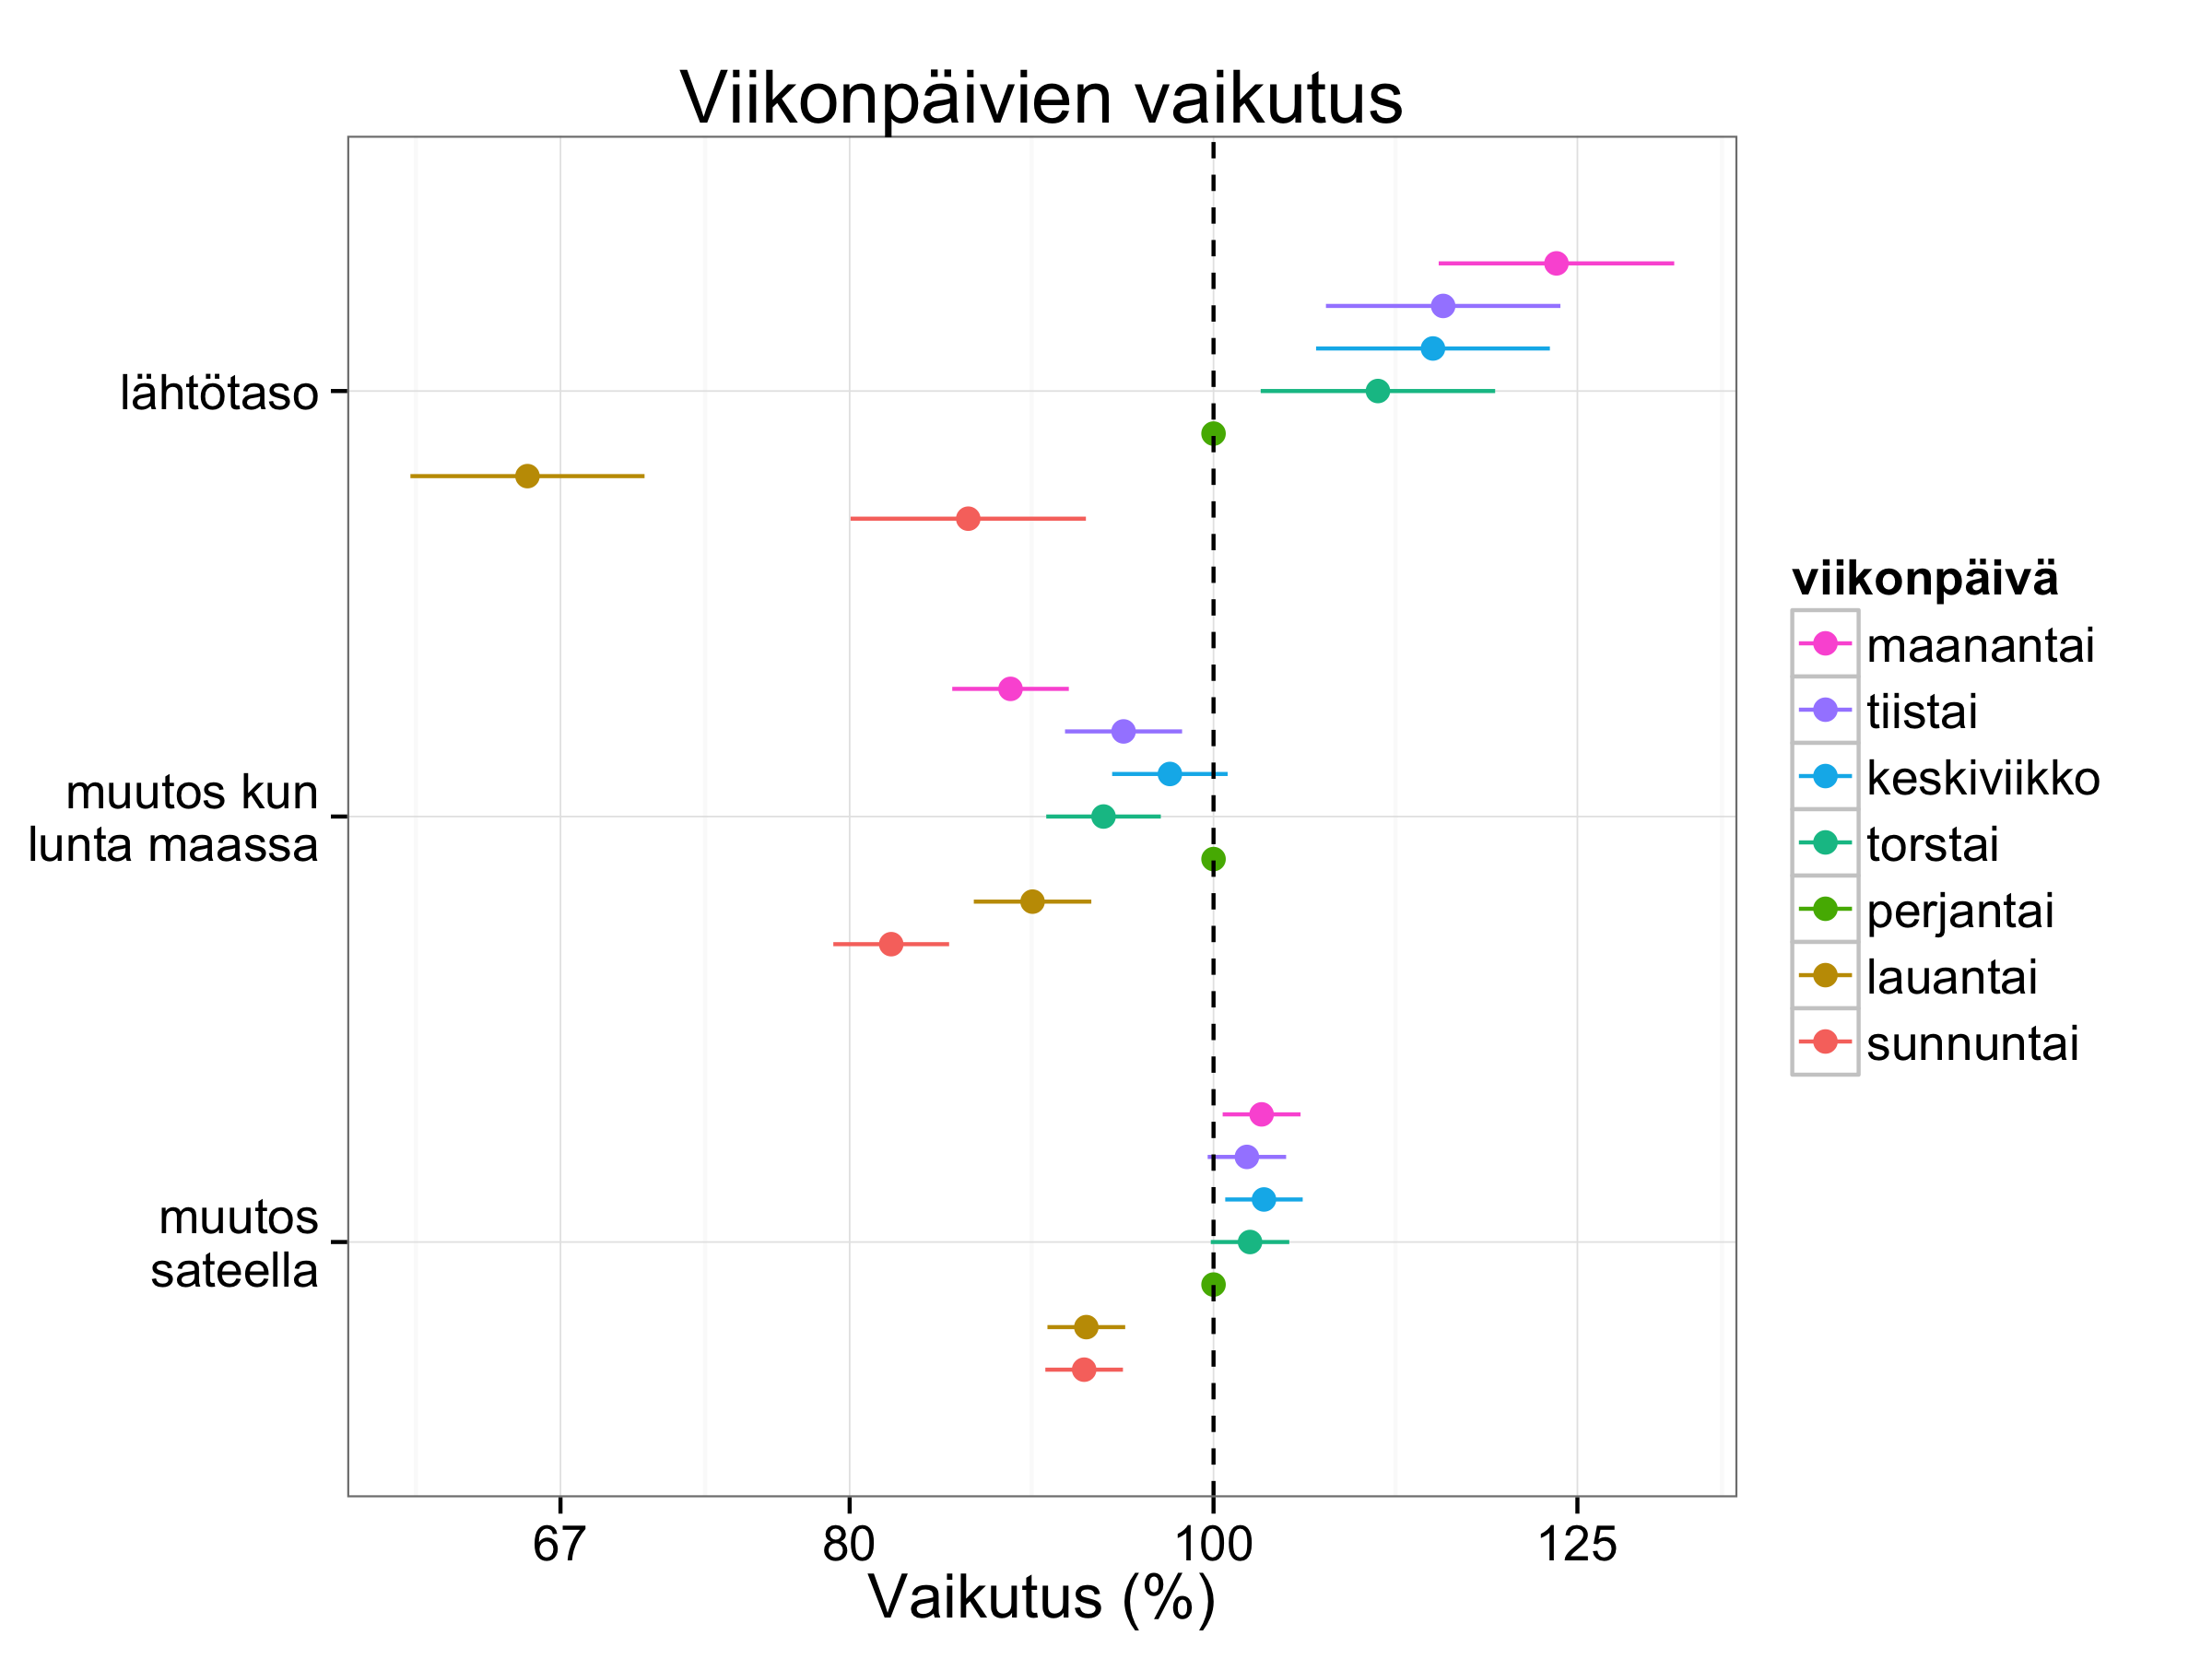 Viikonpäivien vaikutus
lähtötaso
muutos kun
lunta maassa
muutos
sateella
67
80
100
125
Vaikutus (%)
viikonpäivä
maanantai
tiistai
keskiviikko
torstai
perjantai
lauantai
sunnuntai